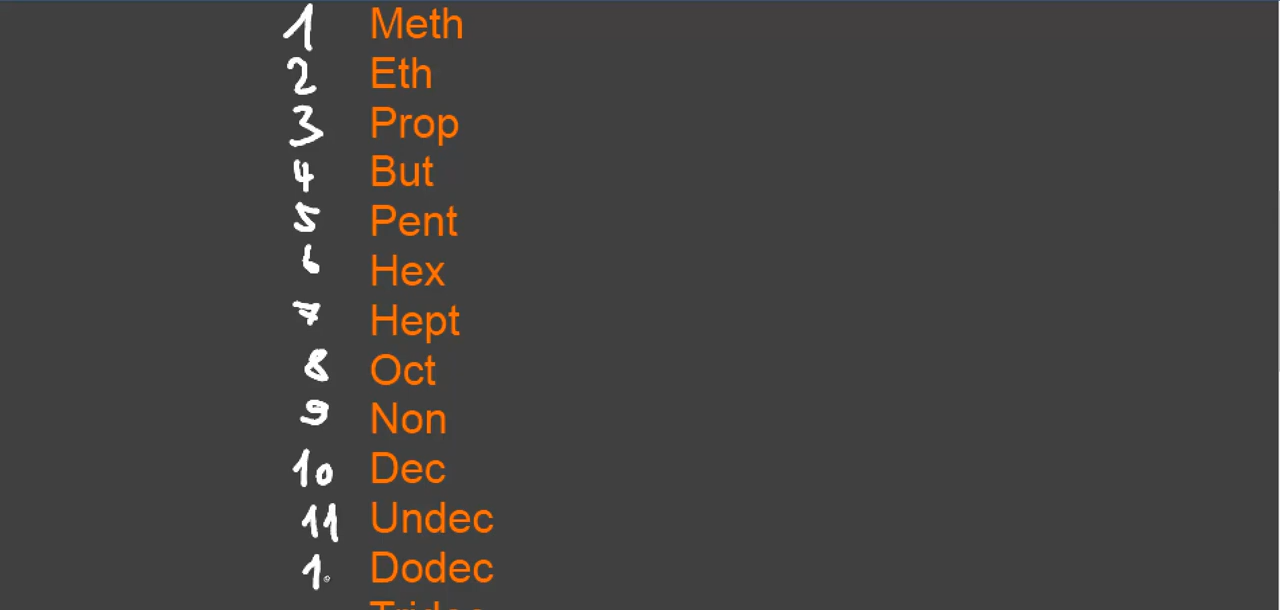 1 Meth
2 Eth
3 Prop
4 But
5 Pent
6 Hex
7 Hept
8 Oct
9 Non
10 Dec
11 Undec
1 Dodec